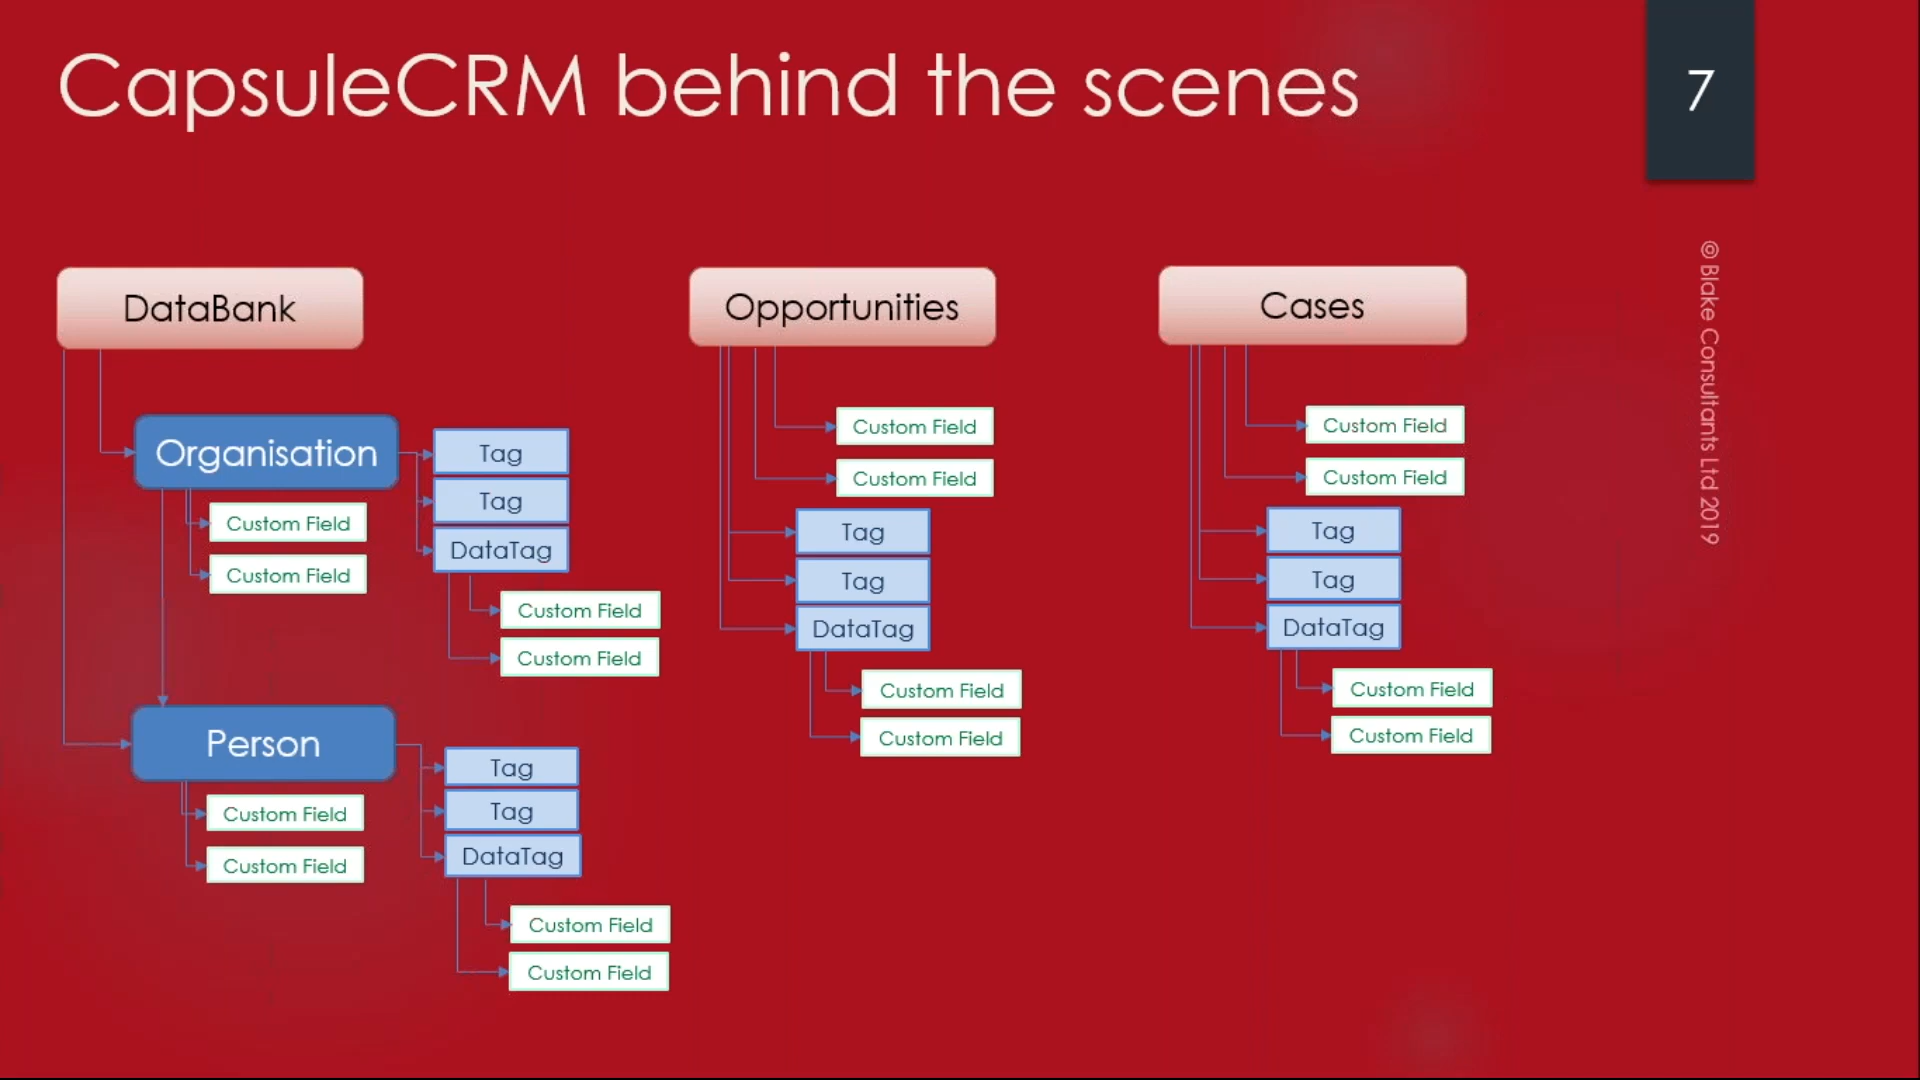 CapsuleCRM behind the scenes
7
© Blake Consultants Ltd 2019
DataBank
Organisation
Custom Field
Custom Field
Tag
Tag
DataTag
Custom Field
Custom Field
Person
Custom Field
Custom Field
Tag
Tag
DataTag
Custom Field
Custom Field
Opportunities
Custom Field
Custom Field
Tag
Tag
DataTag
Custom Field
Custom Field
Cases
Custom Field
Custom Field
Tag
Tag
DataTag
Custom Field
Custom Field